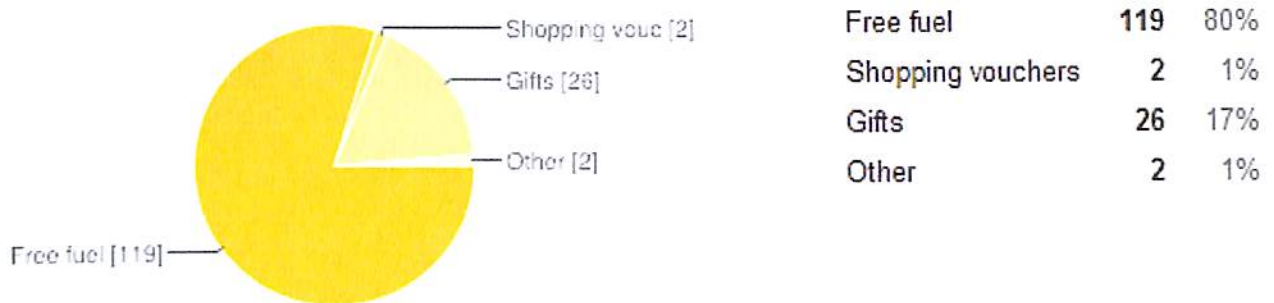 Shopping vouc [2]
Gifts [26]
Other [2]
Free fuel [119]
Free fuel 119 80%
Shopping vouchers 2 1%
Gifts 26 17%
Other 2 1%